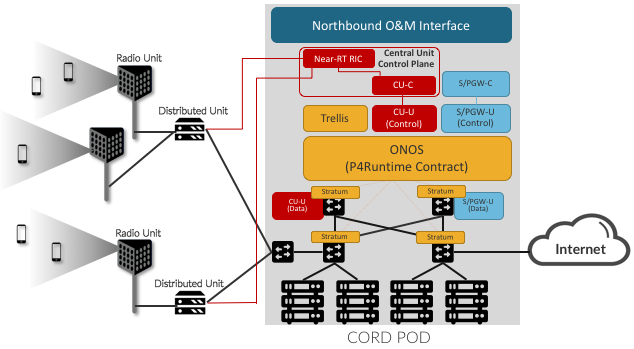 Northbound O&M Interface
Radio Unit
Near-RT RIC
Central Unit
Control Plane
CU-C
S/PGW-C
Distributed Unit
Trellis
CU-U
(Control)
S/PGW-U
(Control)
ONOS
(P4Runtime Contract)
Stratum
Stratum
CU-U
(Data)
S/PGW-U
(Data)
Radio Unit
Stratum
Stratum
Internet
Distributed Unit
CORD POD